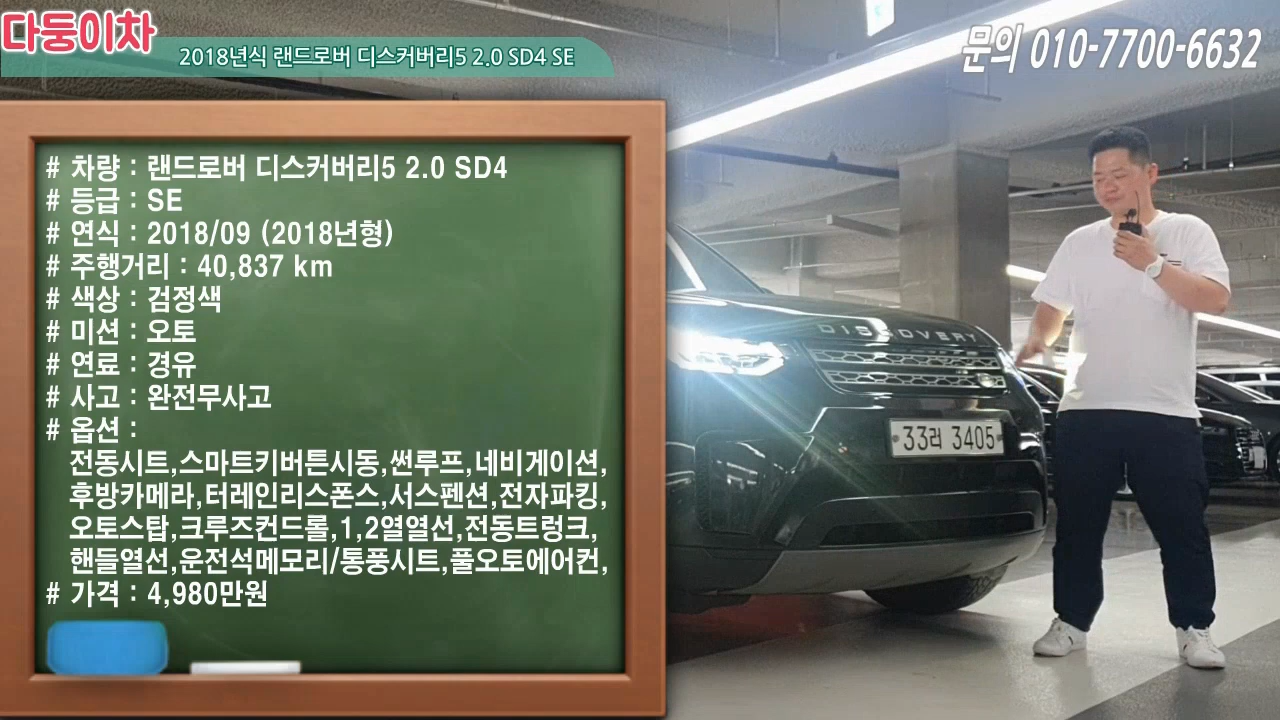 다둥이차
2018년식 랜드로버 디스커버리5 2.0 SD4 SE
문의 010-7700-6632
# 차량 : 랜드로버 디스커버리5 2.0 SD4
# 등급 : SE
# 연식 : 2018/09 (2018년형)
# 주행거리 : 40,837 km
# 색상 : 검정색
# 미션 : 오토
# 연료 : 경유
# 사고 : 완전무사고
# 옵션 :
전동시트,스마트키버튼시동,썬루프,네비게이션,
후방카메라,터레인리스폰스,서스펜션,전자파킹,
오토스탑,크루즈컨드롤,1,2열열선,전동트렁크,
핸들열선,운전석메모리/통풍시트,풀오토에어컨,
# 가격 : 4,980만원
DISCOVERY
33러 3405